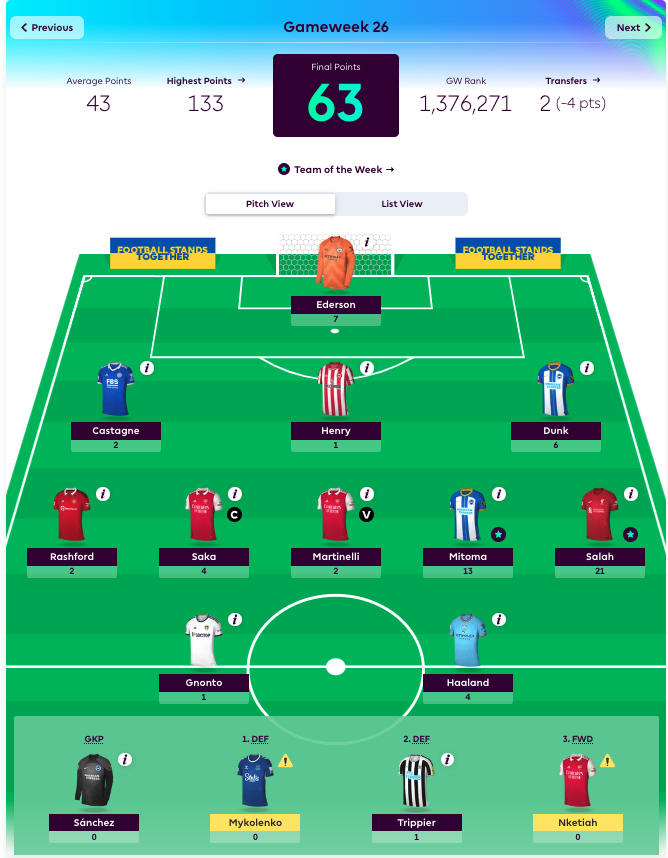 Previous
Gameweek 26
Next
Average Points
43
Highest Points →
133
Final Points
63
GW Rank
1,376,271
Transfers →
2 (-4 pts)
Team of the Week →
Pitch View
List View
FOOTBALL STANDS TOGETHER
FOOTBALL STANDS TOGETHER
Ederson
7
FBS
Castagne
2
Henry
1
Dunk
6
C
V
Rashford
2
Saka
4
Martinelli
2
Mitoma
13
Salah
21
Gnonto
1
Haaland
4
GKP
1. DEF
2. DEF
3. FWD
Sánchez
0
Mykolenko
0
Trippier
1
Nketiah
0